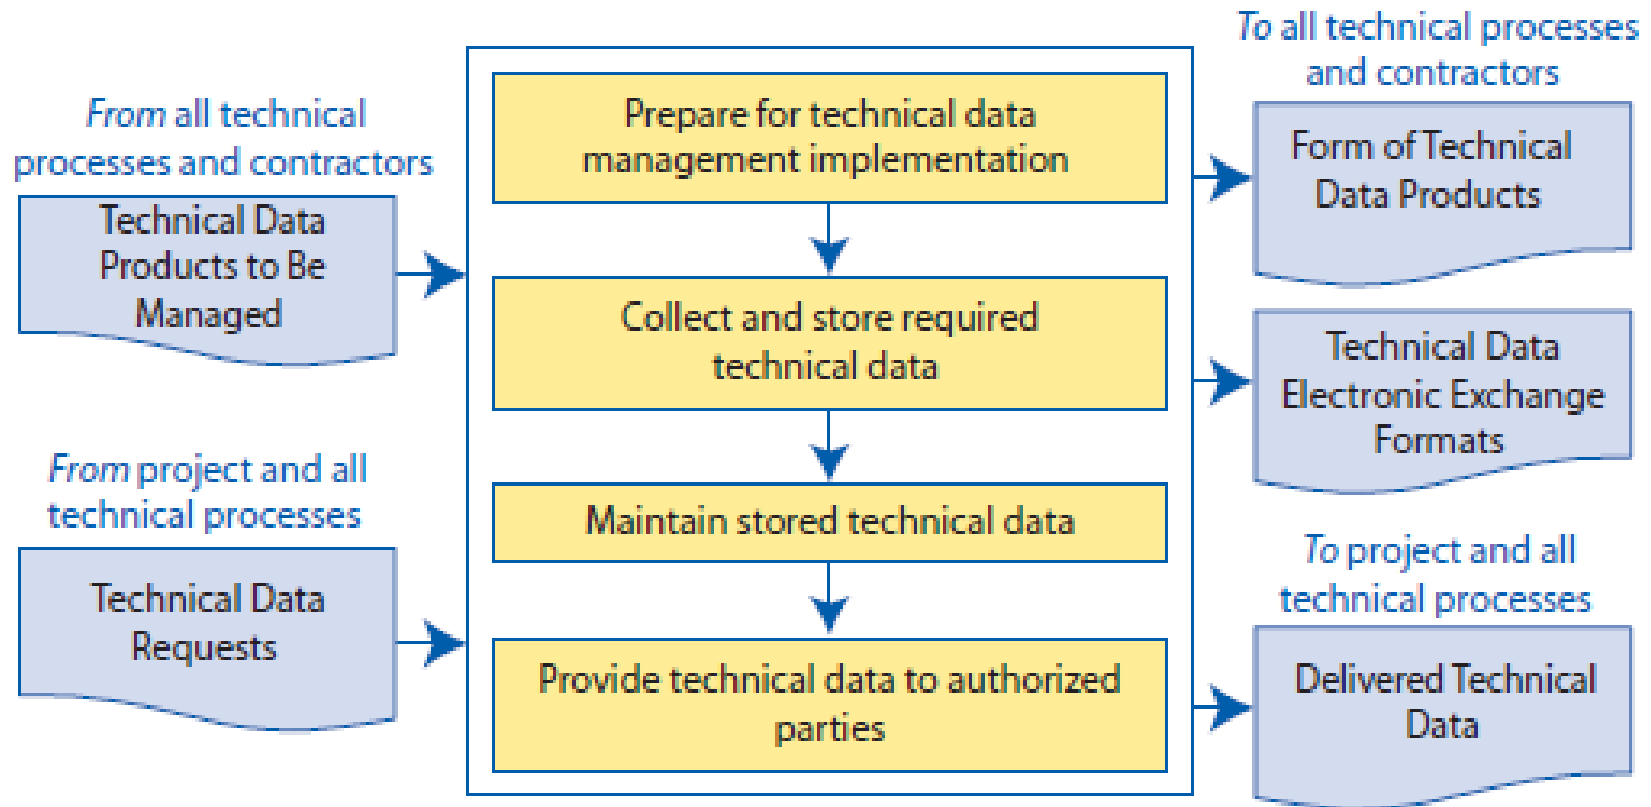 From all technical
processes and contractors
Technical Data
Products to Be
Managed
From project and all
technical processes
Technical Data
Requests
Prepare for technical data
management implementation
Collect and store required
technical data
Maintain stored technical data
Provide technical data to authorized
parties
To all technical processes
and contractors
Form of Technical
Data Products
Technical Data
Electronic Exchange
Formats
To project and all
technical processes
Delivered Technical
Data